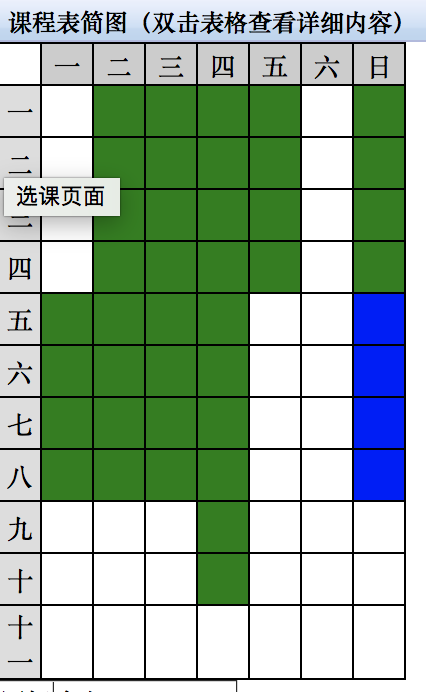 课程表简图（双击表格查看详细内容）
一 二 三 四 五 六 日
一
二
选课页面
三
四
五
六
七
八
九
十
十一